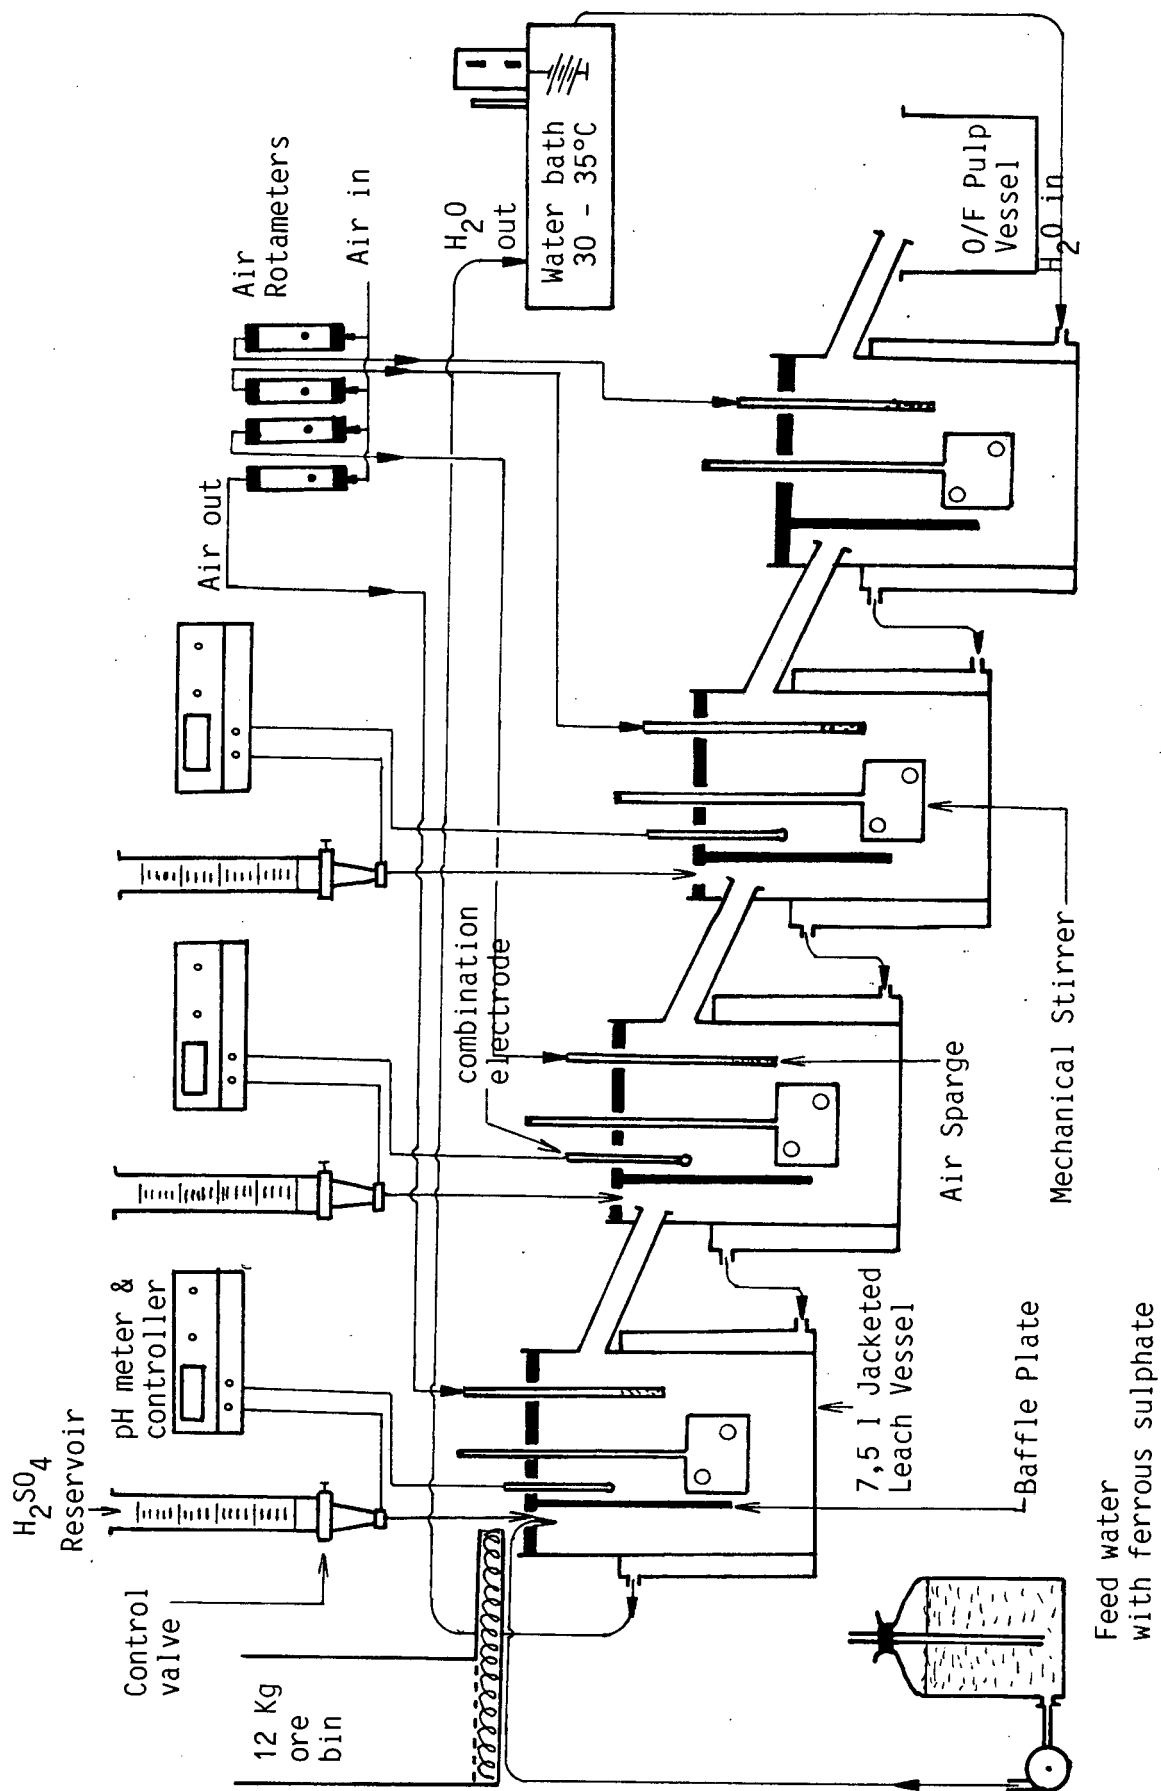 H2SO4
Reservoir
pH meter &
controller
Control
valve
12 Kg
ore
bin
Air out
Air
Rotameters
Air in
H2O
out
Water bath
30 - 35°C
combination
electrode
O/F Pulp
Vessel
H2O in
Air Sparge
Mechanical Stirrer
7,5 l Jacketed
Leach Vessel
Baffle Plate
Feed water
with ferrous sulphate